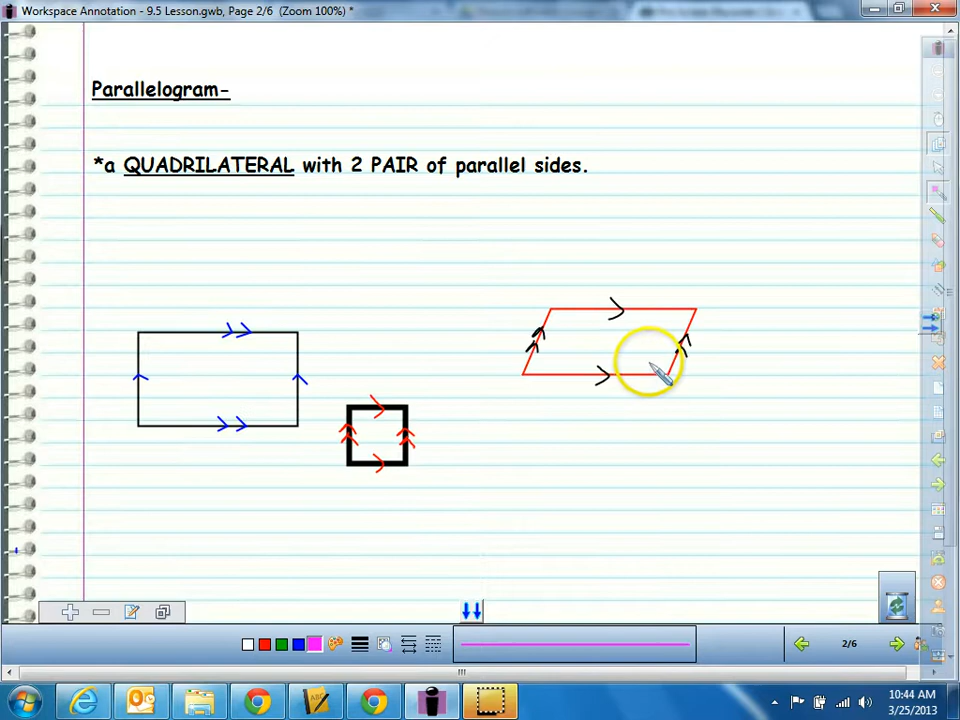 Workspace Annotation - 9.5 Lesson.gwb, Page 2/6 (Zoom 100%) *
Parallelogram-
*a QUADRILATERAL with 2 PAIR of parallel sides.
2/6
10:44 AM
3/25/2013